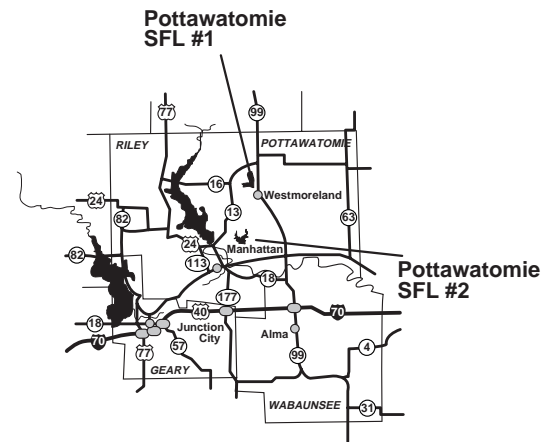 Pottawatomie
SFL #1
77
99
RILEY
POTTAWATOMIE
16
Westmoreland
24
82
13
63
24
Manhattan
82
113
18
Pottawatomie
SFL #2
177
40
70
18
Junction
City
Alma
70
77
57
99
4
GEARY
WABAUNSEE
31